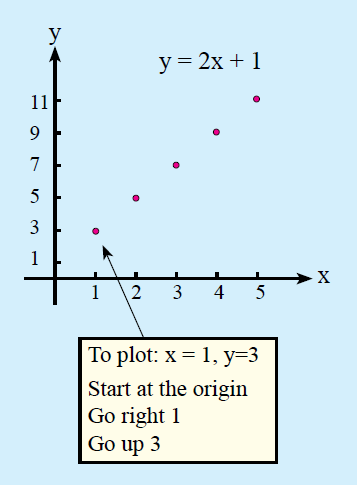 y
y = 2x + 1
11
9
7
5
3
1
x
1 2 3 4 5
To plot: x = 1, y=3
Start at the origin
Go right 1
Go up 3